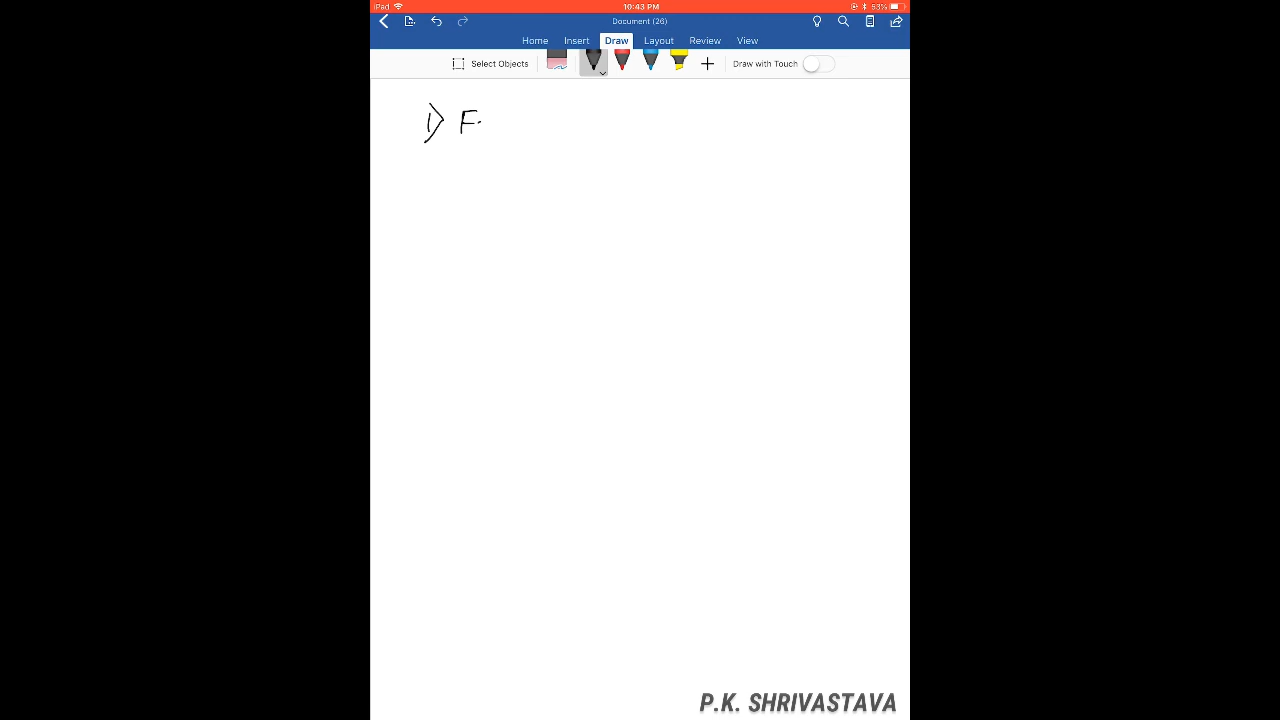 iPad 10:43 PM 53%
Document (26)
Home Insert Draw Layout Review View
Select Objects Draw with Touch
1) F
P.K. SHRIVASTAVA